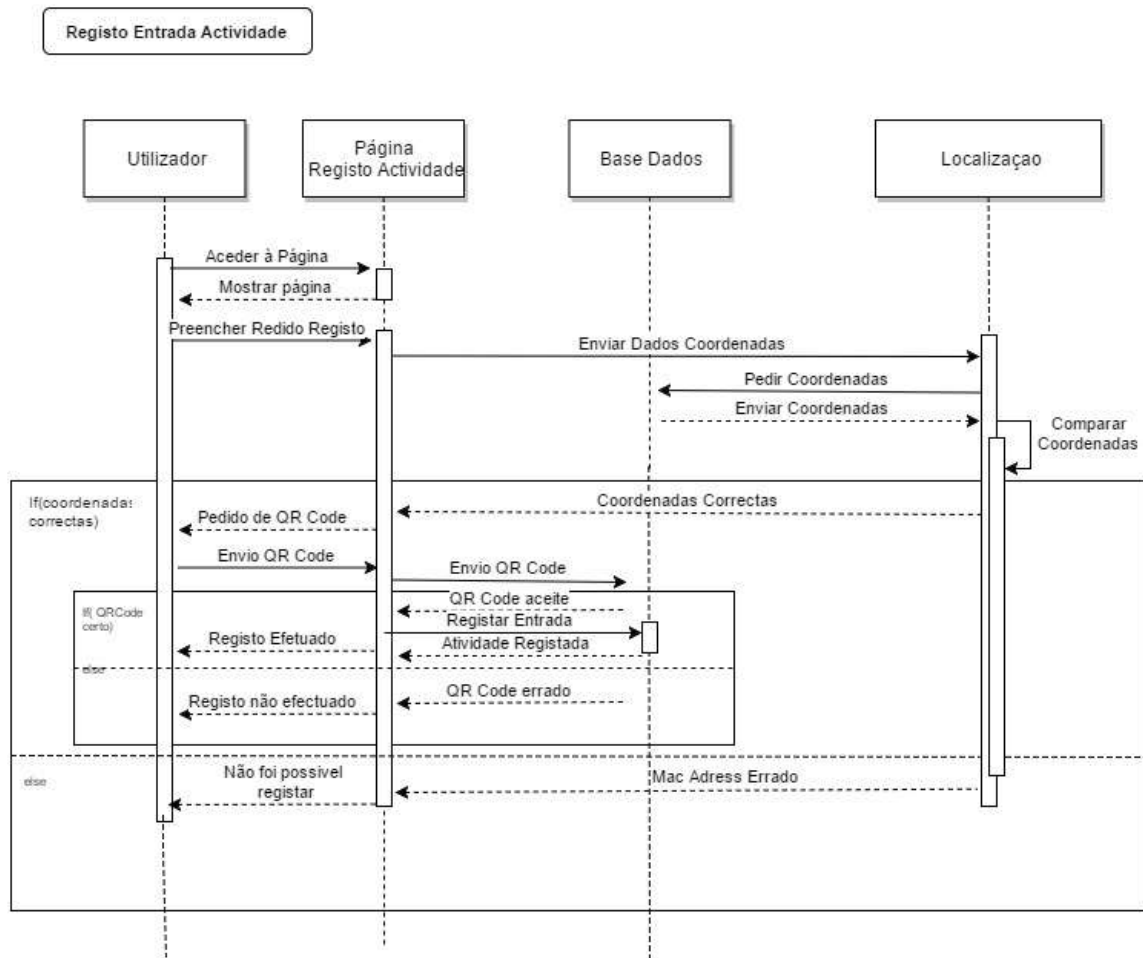 Registo Entrada Actividade
Utilizador
Página
Registo Actividade
Base Dados
Localizaçao
Aceder à Página
Mostrar página
Preencher Redido Registo
Enviar Dados Coordenadas
Pedir Coordenadas
Enviar Coordenadas
Comparar
Coordenadas
If(coordenadas
correctas)
Coordenadas Correctas
Pedido de QR Code
Envio QR Code
Envio QR Code
If( QRCode
certo)
QR Code aceite
Registar Entrada
Registo Efetuado
Atividade Registada
else
QR Code errado
Registo não efectuado
else
Não foi possivel
registar
Mac Adress Errado